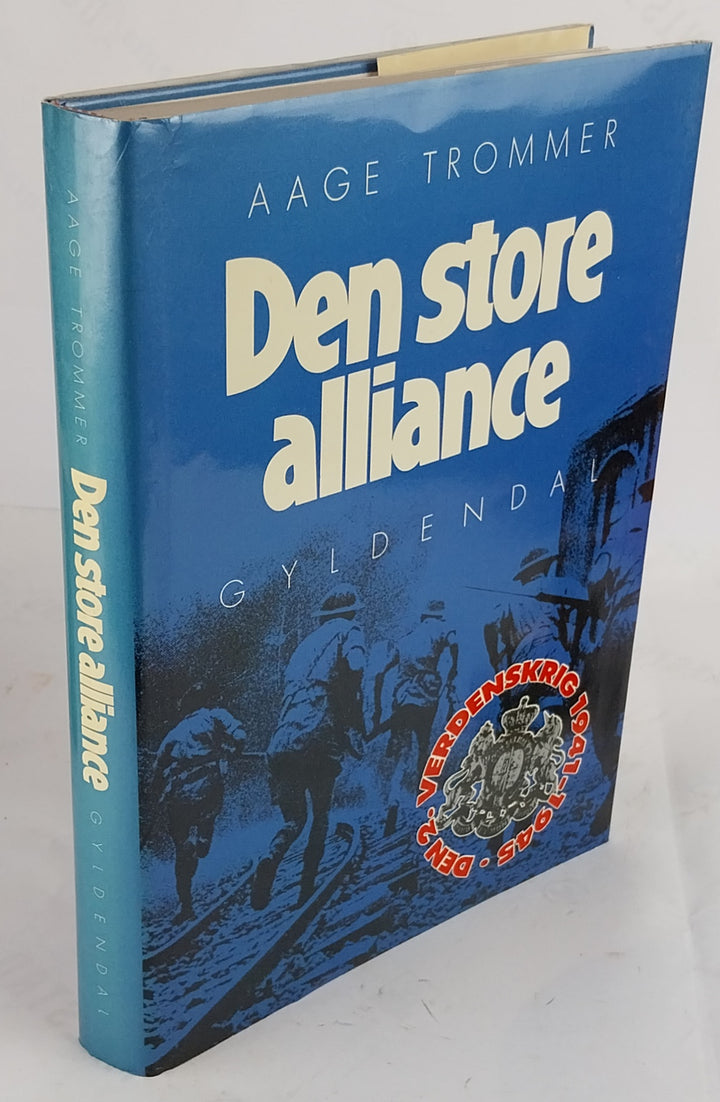 AAGE TROMMER
Den store
alliance
GYLDENDAL
DEN 2. VERDENSKRIG 1941-1945 •
AAGE TROMMER
Den store alliance
GYLDENDAL